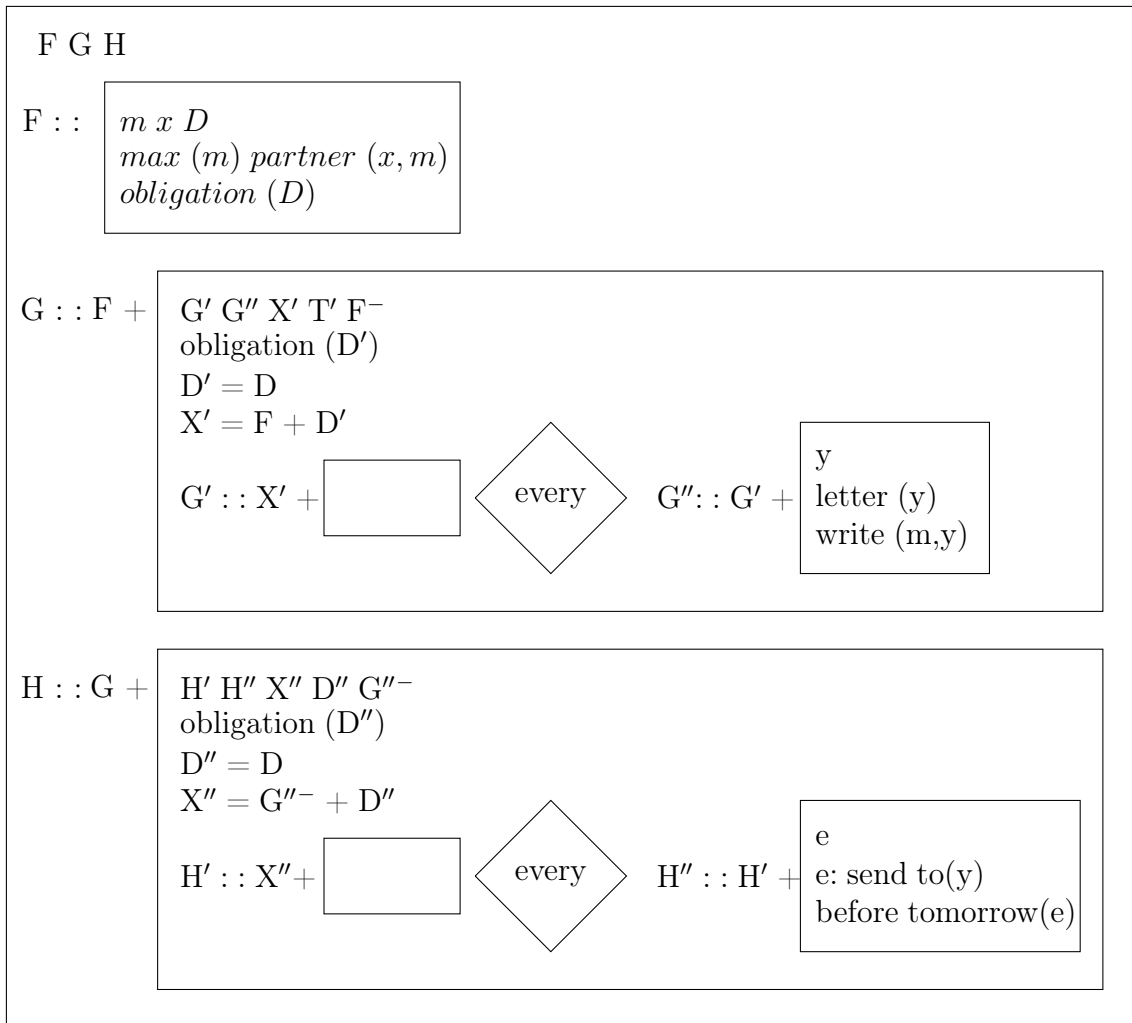 F G H
F : :
m x D
max (m) partner (x, m)
obligation (D)
G : : F +
G′ G″ X′ T′ F⁻
obligation (D′)
D′ = D
X′ = F + D′
G′ : : X′ +
every
G″: : G′ +
y
letter (y)
write (m,y)
H : : G +
H′ H″ X″ D″ G″⁻
obligation (D″)
D″ = D
X″ = G″⁻ + D″
H′ : : X″+
every
H″ : : H′ +
e
e: send to(y)
before tomorrow(e)